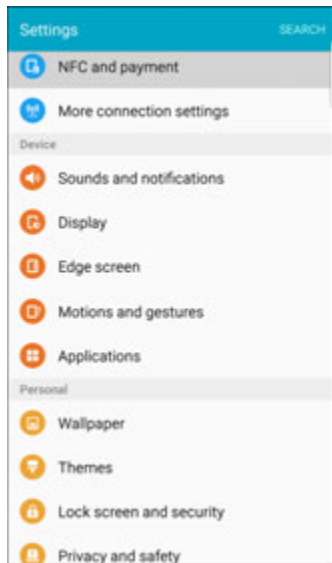 Settings SEARCH
NFC and payment
More connection settings
Device
Sounds and notifications
Display
Edge screen
Motions and gestures
Applications
Personal
Wallpaper
Themes
Lock screen and security
Privacy and safety